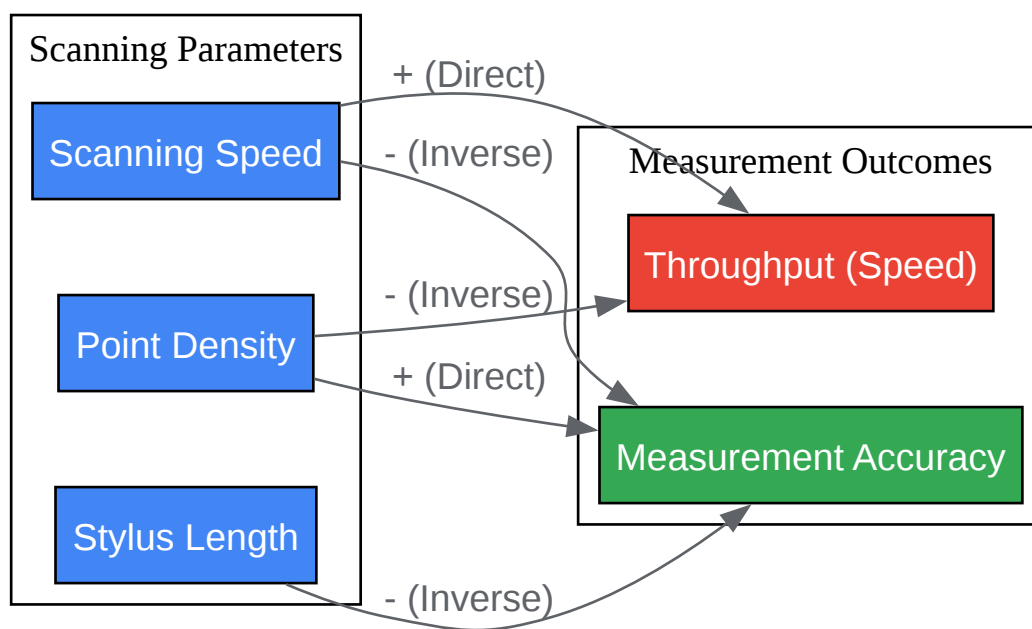 Scanning Parameters
Scanning Speed
Point Density
Stylus Length
+ (Direct)
- (Inverse)
- (Inverse)
+ (Direct)
- (Inverse)
Measurement Outcomes
Throughput (Speed)
Measurement Accuracy